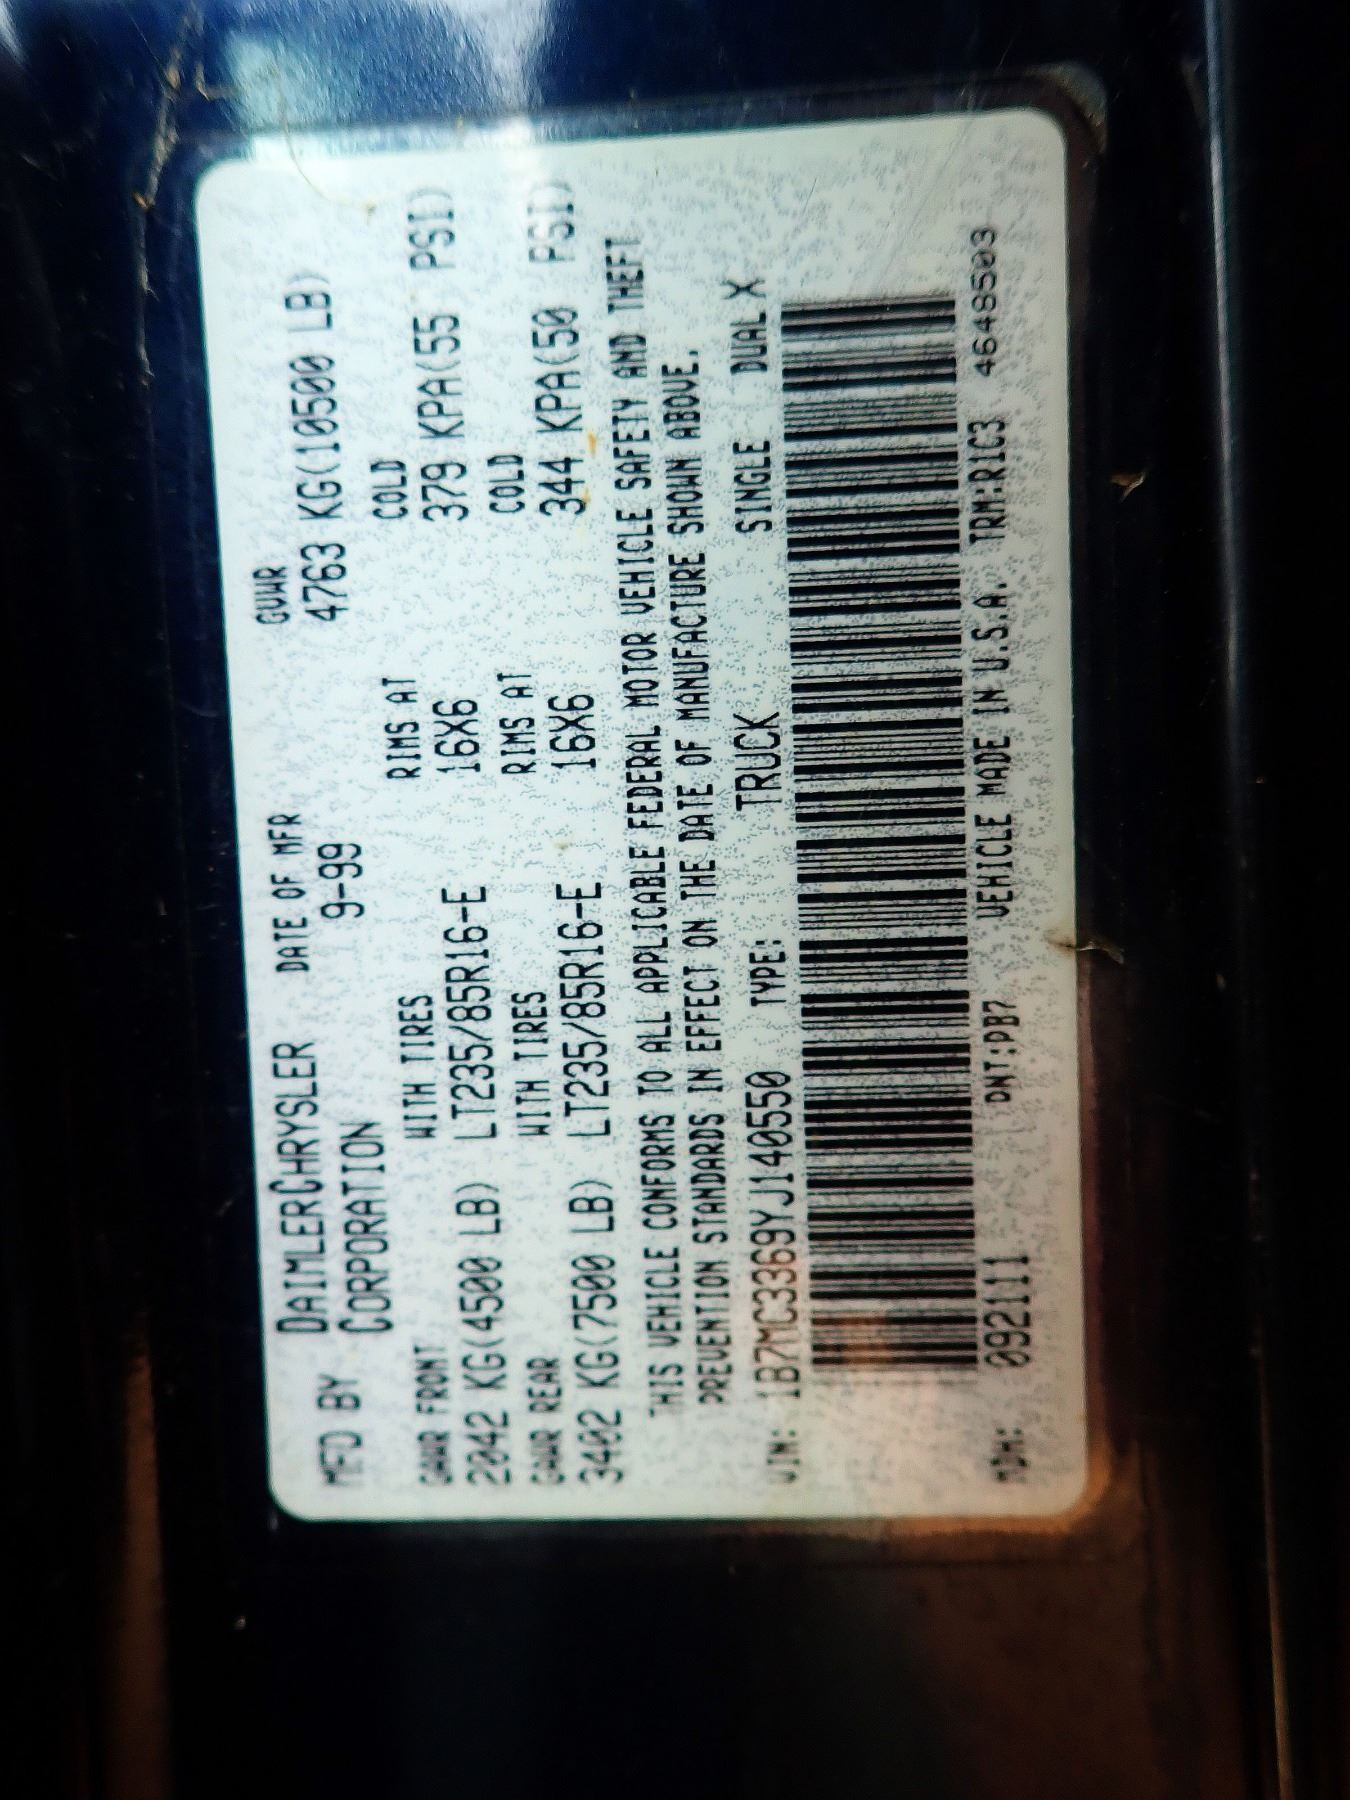 MFD BY DAIMLERCHRYSLER CORPORATION DATE OF MFR 9-99 GVWR 4763 KG(10500 LB)
GAWR FRONT WITH TIRES RIMS AT COLD
2042 KG(4500 LB) LT235/85R16-E 16X6 379 KPA(55 PSI)
GAWR REAR WITH TIRES RIMS AT COLD
3402 KG(7500 LB) LT235/85R16-E 16X6 344 KPA(50 PSI)
THIS VEHICLE CONFORMS TO ALL APPLICABLE FEDERAL MOTOR VEHICLE SAFETY AND THEFT
PREVENTION STANDARDS IN EFFECT ON THE DATE OF MANUFACTURE SHOWN ABOVE.
VIN: 1B7MC3369YJ140550 TYPE: TRUCK SINGLE DUAL X
MDH: 092111 PNT:PB7 VEHICLE MADE IN U.S.A. TRM:RIC3 4648503